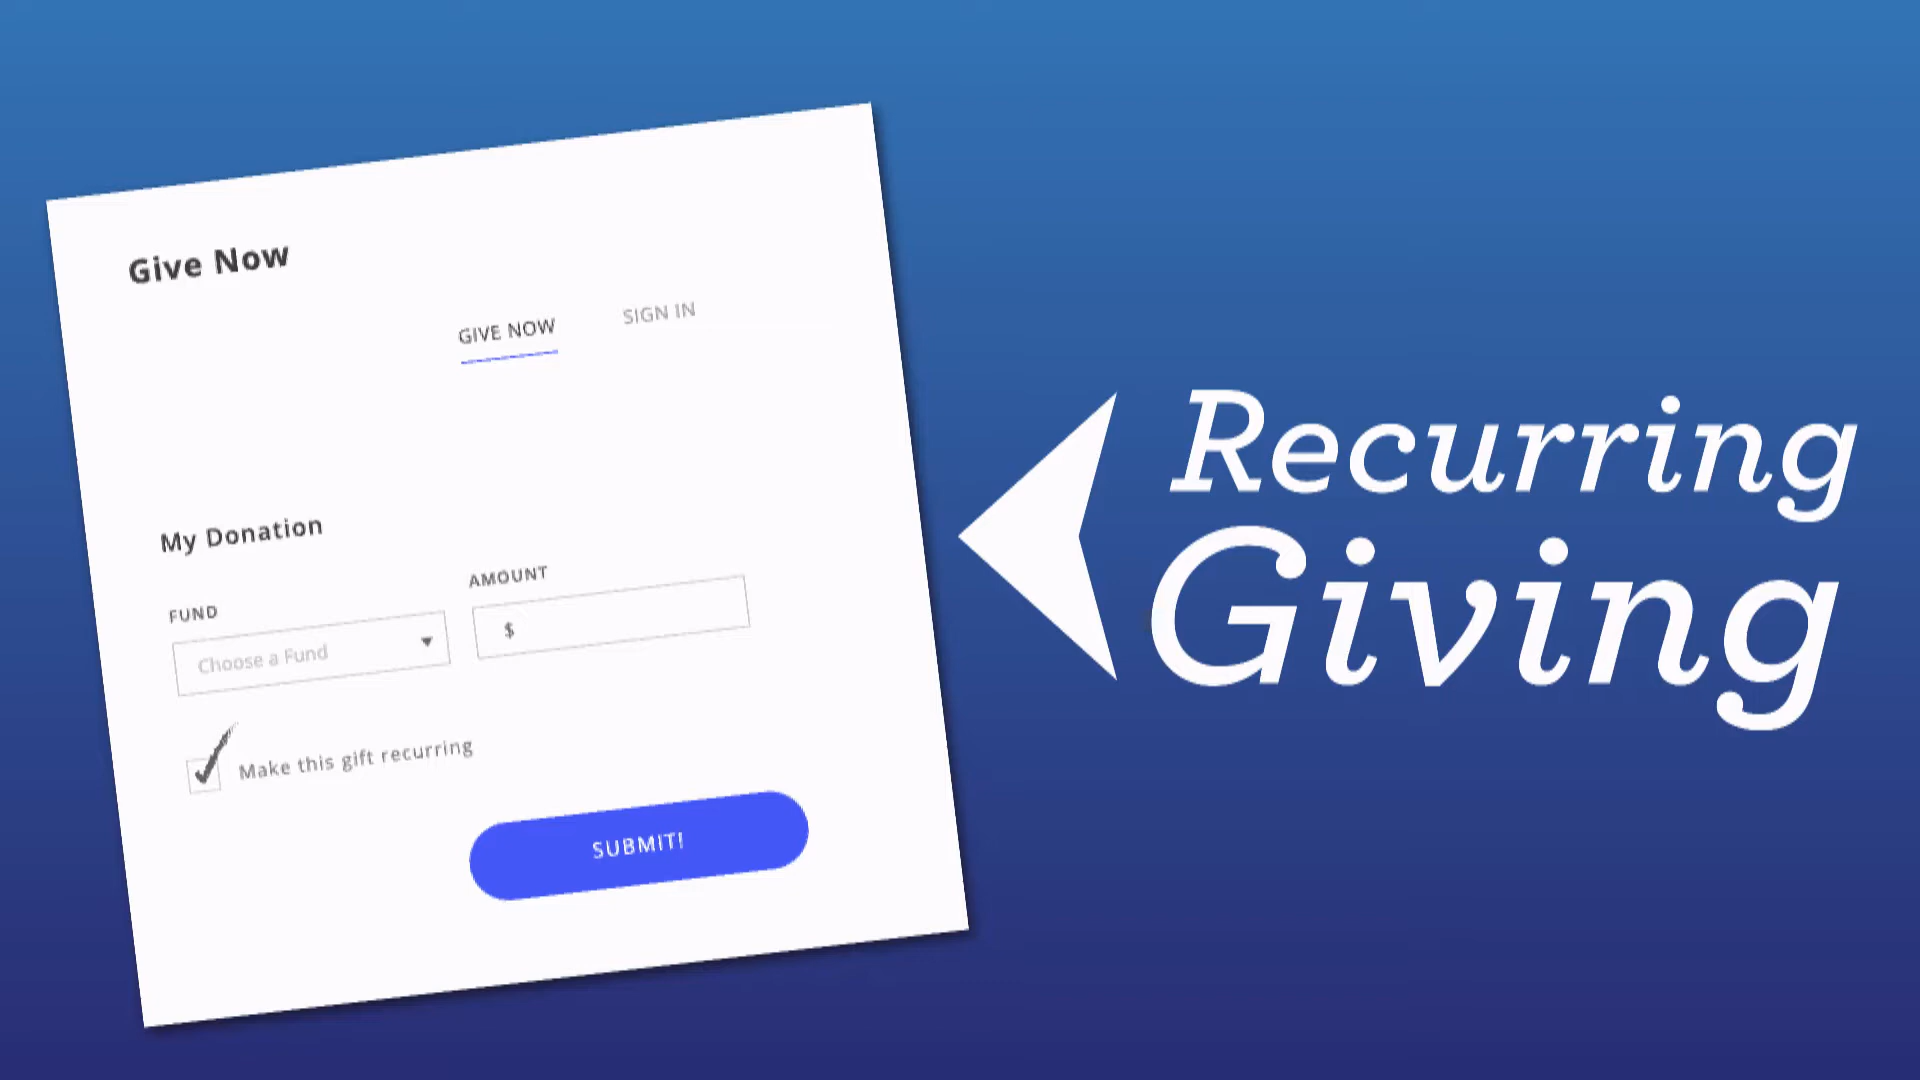 Give Now
GIVE NOW SIGN IN
My Donation
FUND AMOUNT
Choose a Fund $
Make this gift recurring
SUBMIT!
Recurring
Giving